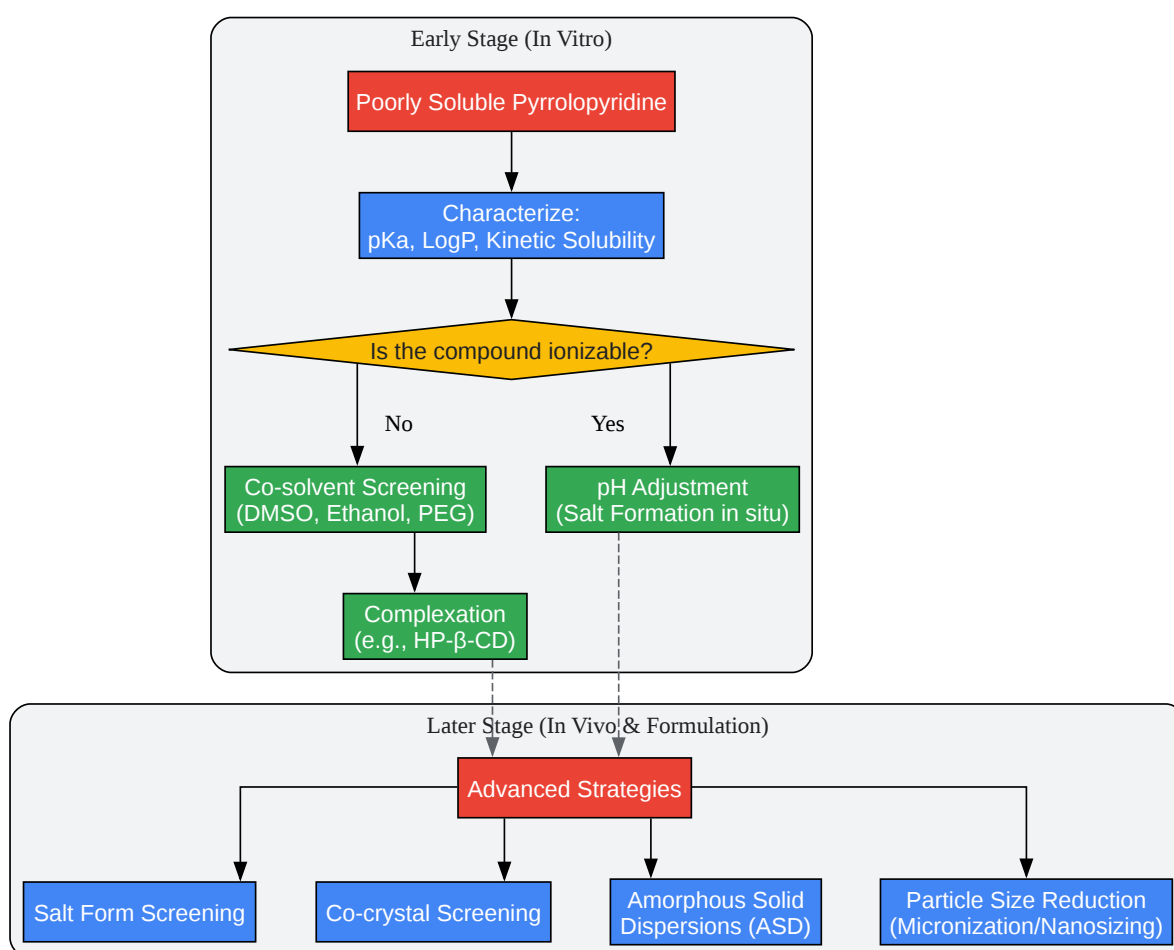 Early Stage (In Vitro)
Poorly Soluble Pyrrolopyridine
Characterize:
pKa, LogP, Kinetic Solubility
Is the compound ionizable?
No
Yes
Co-solvent Screening
(DMSO, Ethanol, PEG)
pH Adjustment
(Salt Formation in situ)
Complexation
(e.g., HP-β-CD)
Later Stage (In Vivo & Formulation)
Advanced Strategies
Salt Form Screening
Co-crystal Screening
Amorphous Solid
Dispersions (ASD)
Particle Size Reduction
(Micronization/Nanosizing)